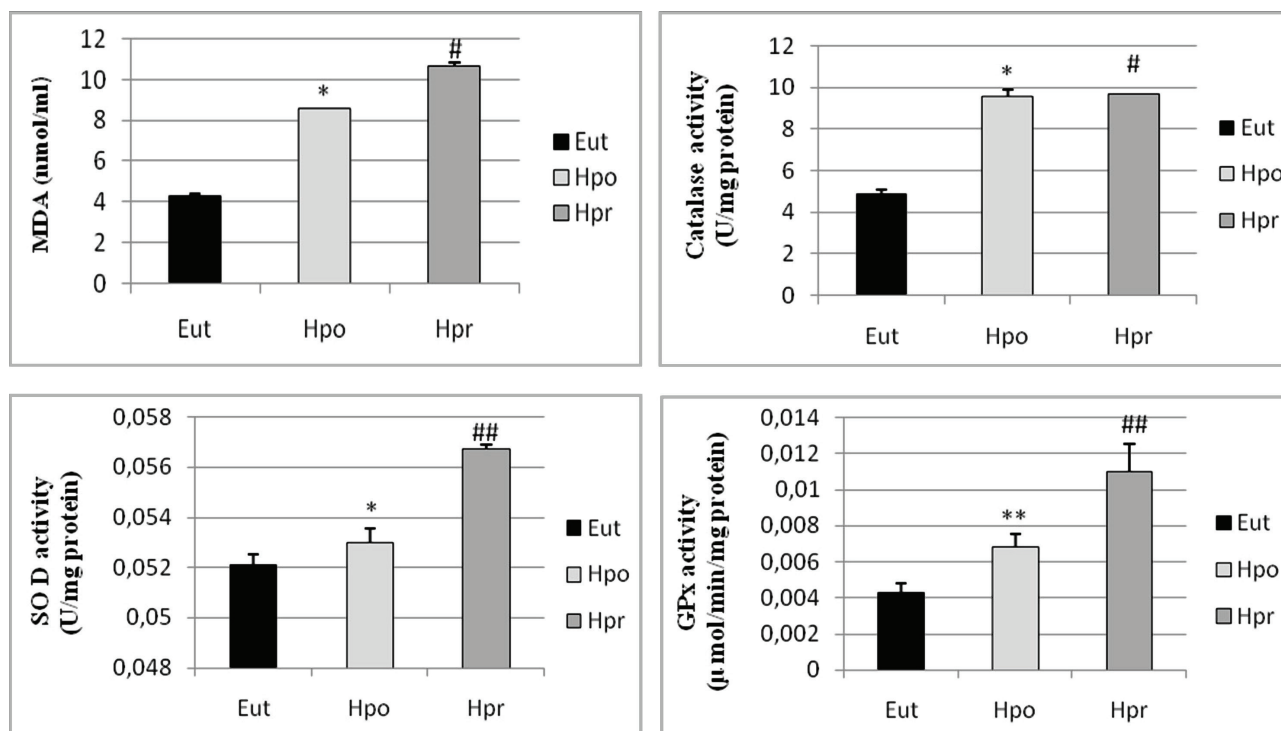 MDA (nmol/ml)
12
10
8
6
4
2
0
*
#
Eut
Hpo
Hpr
Eut
Hpo
Hpr
Catalase activity
(U/mg protein)
12
10
8
6
4
2
0
*
#
Eut
Hpo
Hpr
Eut
Hpo
Hpr
SO D activity
(U/mg protein)
0,058
0,056
0,054
0,052
0,05
0,048
*
##
Eut
Hpo
Hpr
Eut
Hpo
Hpr
GPx activity
(µmol/min/mg protein)
0,014
0,012
0,01
0,008
0,006
0,004
0,002
0
**
##
Eut
Hpo
Hpr
Eut
Hpo
Hpr